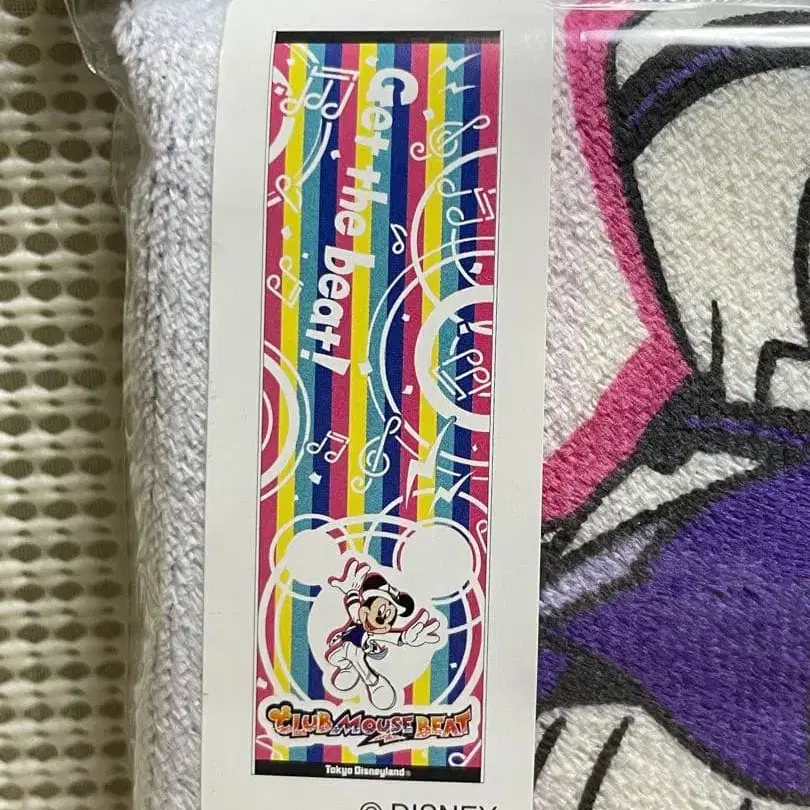 Get the beat!
CLUB MOUSE BEAT
Tokyo Disneyland®
© DISNEY